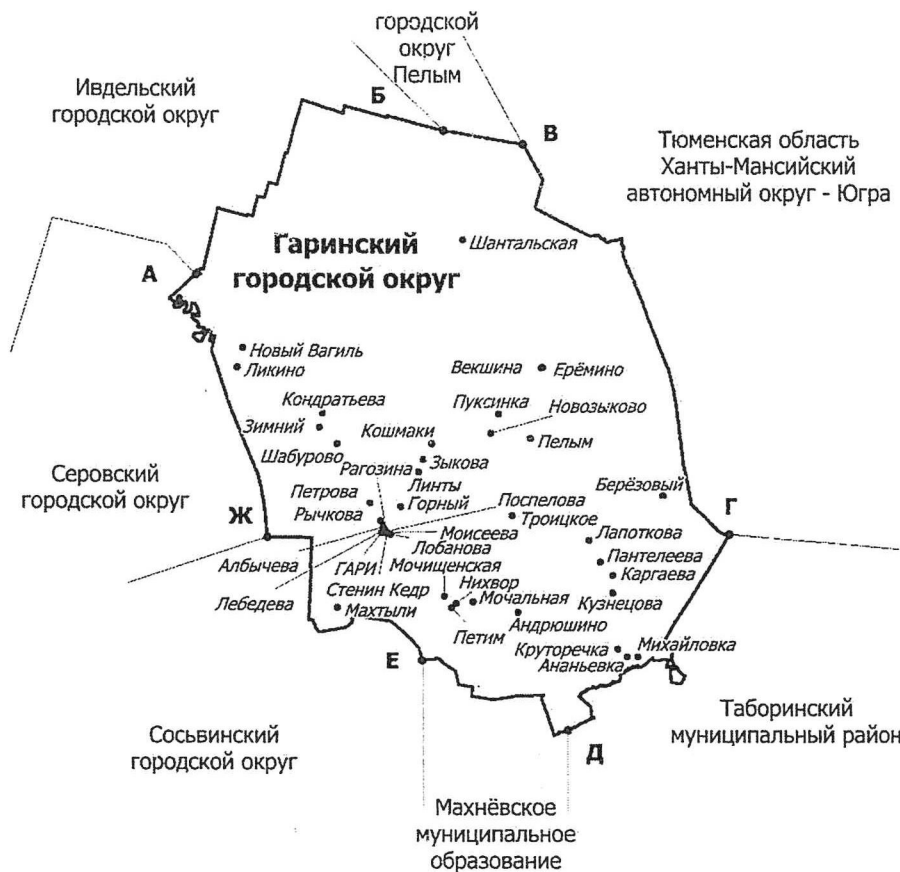 городской
округ
Пелым
Ивдельский
городской округ
Б
В
Тюменская область
Ханты-Мансийский
автономный округ - Югра
А
Гаринский
городской округ
Шантальская
Новый Вагиль
Ликино
Векшина
Ерёмино
Кондратьева
Пуксинка
Новозыково
Зимний
Кошмаки
Пелым
Шабурово
Рагозина
Зыкова
Линты
Серовский
городской округ
Берёзовый
Петрова
Горный
Поспелова
Рычкова
Троицкое
Ж
Г
Моисеева
Лапоткова
Албычева
Лобанова
ГАРИ
Мочищенская
Пантелеева
Каргаева
Лебедева
Стенин Кедр
Нихвор
Махтыли
Мочальная
Кузнецова
Андрюшино
Петим
Круторечка
Михайловка
Ананьевка
Е
Таборинский
муниципальный район
Сосьвинский
городской округ
Д
Махнёвское
муниципальное
образование